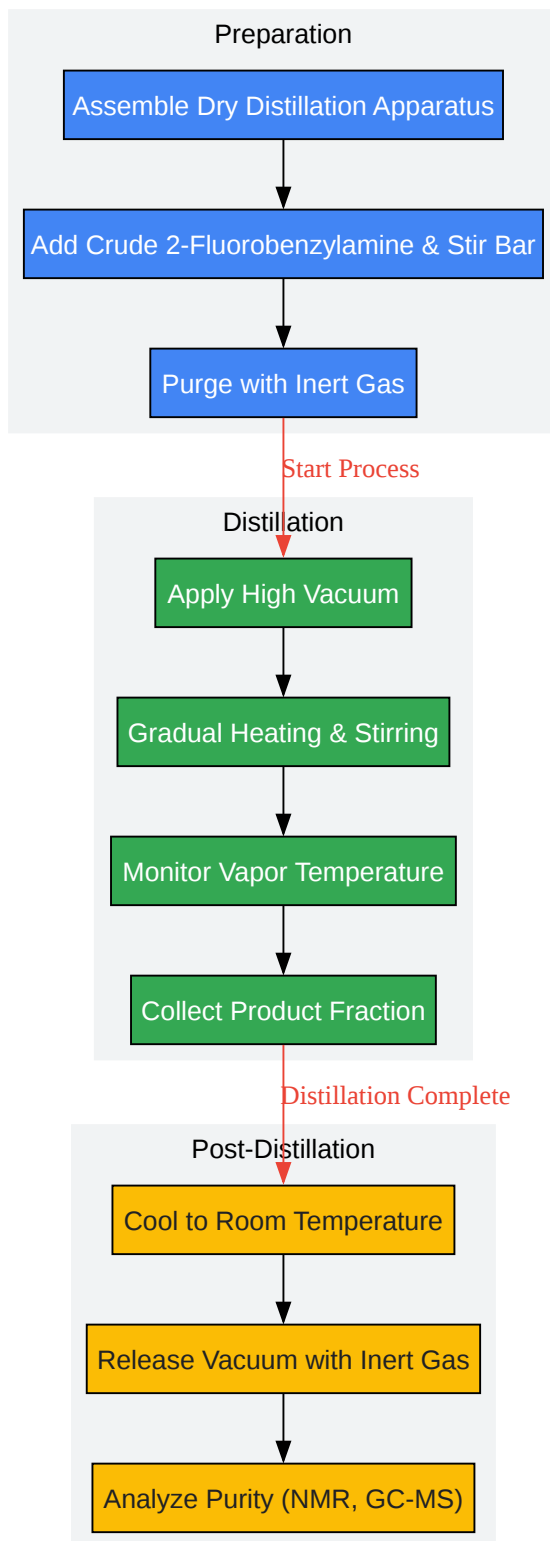 Preparation
Assemble Dry Distillation Apparatus
Add Crude 2-Fluorobenzylamine & Stir Bar
Purge with Inert Gas
Start Process
Distillation
Apply High Vacuum
Gradual Heating & Stirring
Monitor Vapor Temperature
Collect Product Fraction
Distillation Complete
Post-Distillation
Cool to Room Temperature
Release Vacuum with Inert Gas
Analyze Purity (NMR, GC-MS)